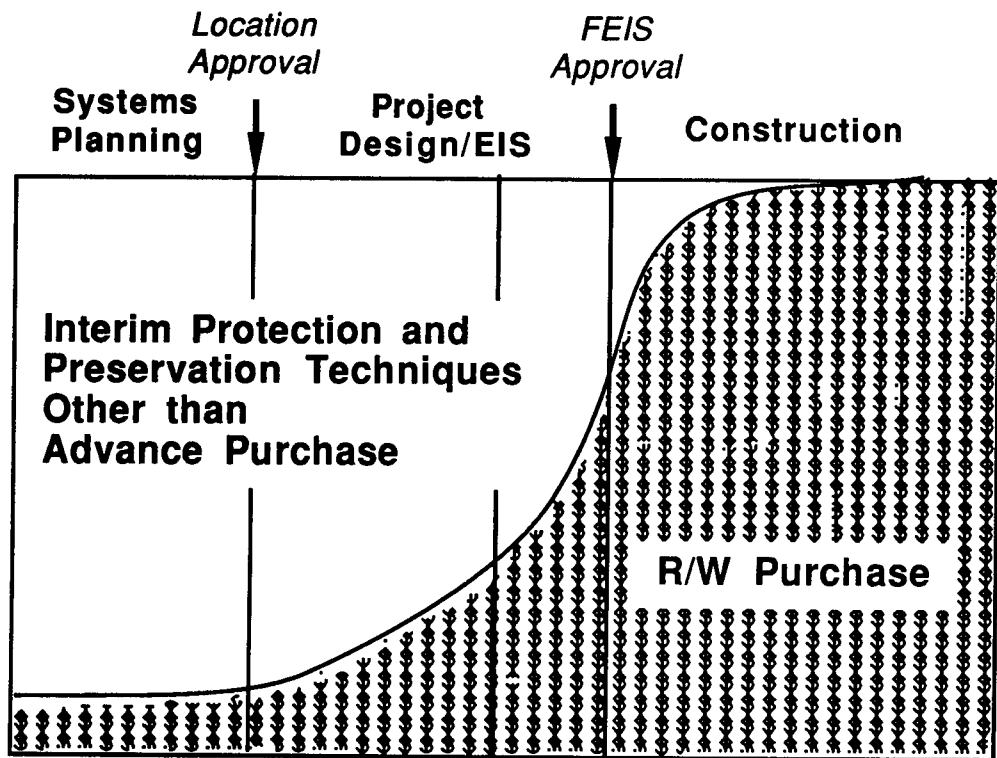 Location
Approval
FEIS
Approval
Systems
Planning
Project
Design/EIS
Construction
Interim Protection and
Preservation Techniques
Other than
Advance Purchase
R/W Purchase